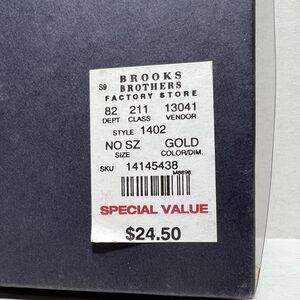 S9 BROOKS
BROTHERS
FACTORY STORE
82 211 13041
DEPT CLASS VENDOR
STYLE 1402
NO SZ GOLD
SIZE COLOR/DIM.
SKU 14145438
M6696
SPECIAL VALUE
$24.50